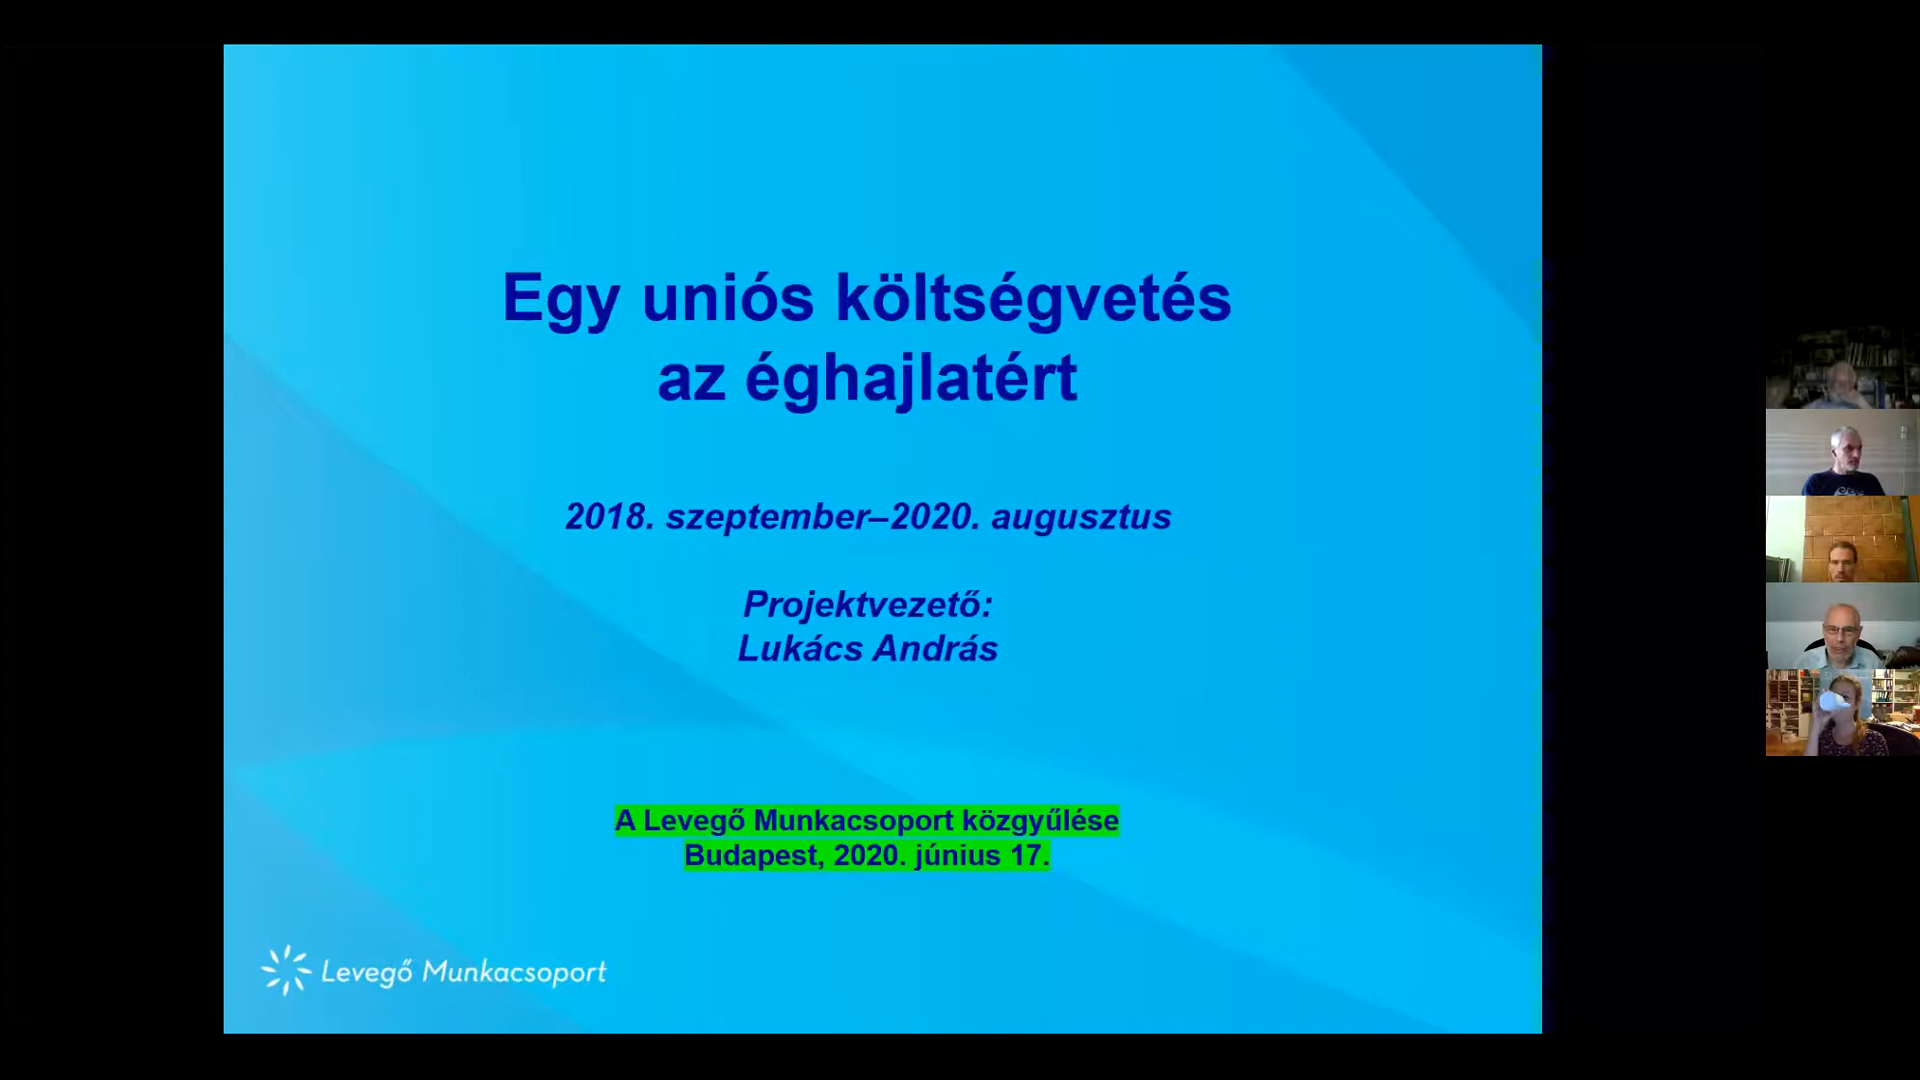 Egy uniós költségvetés
az éghajlatért
2018. szeptember–2020. augusztus
Projektvezető:
Lukács András
A Levegő Munkacsoport közgyűlése
Budapest, 2020. június 17.
Levegő Munkacsoport